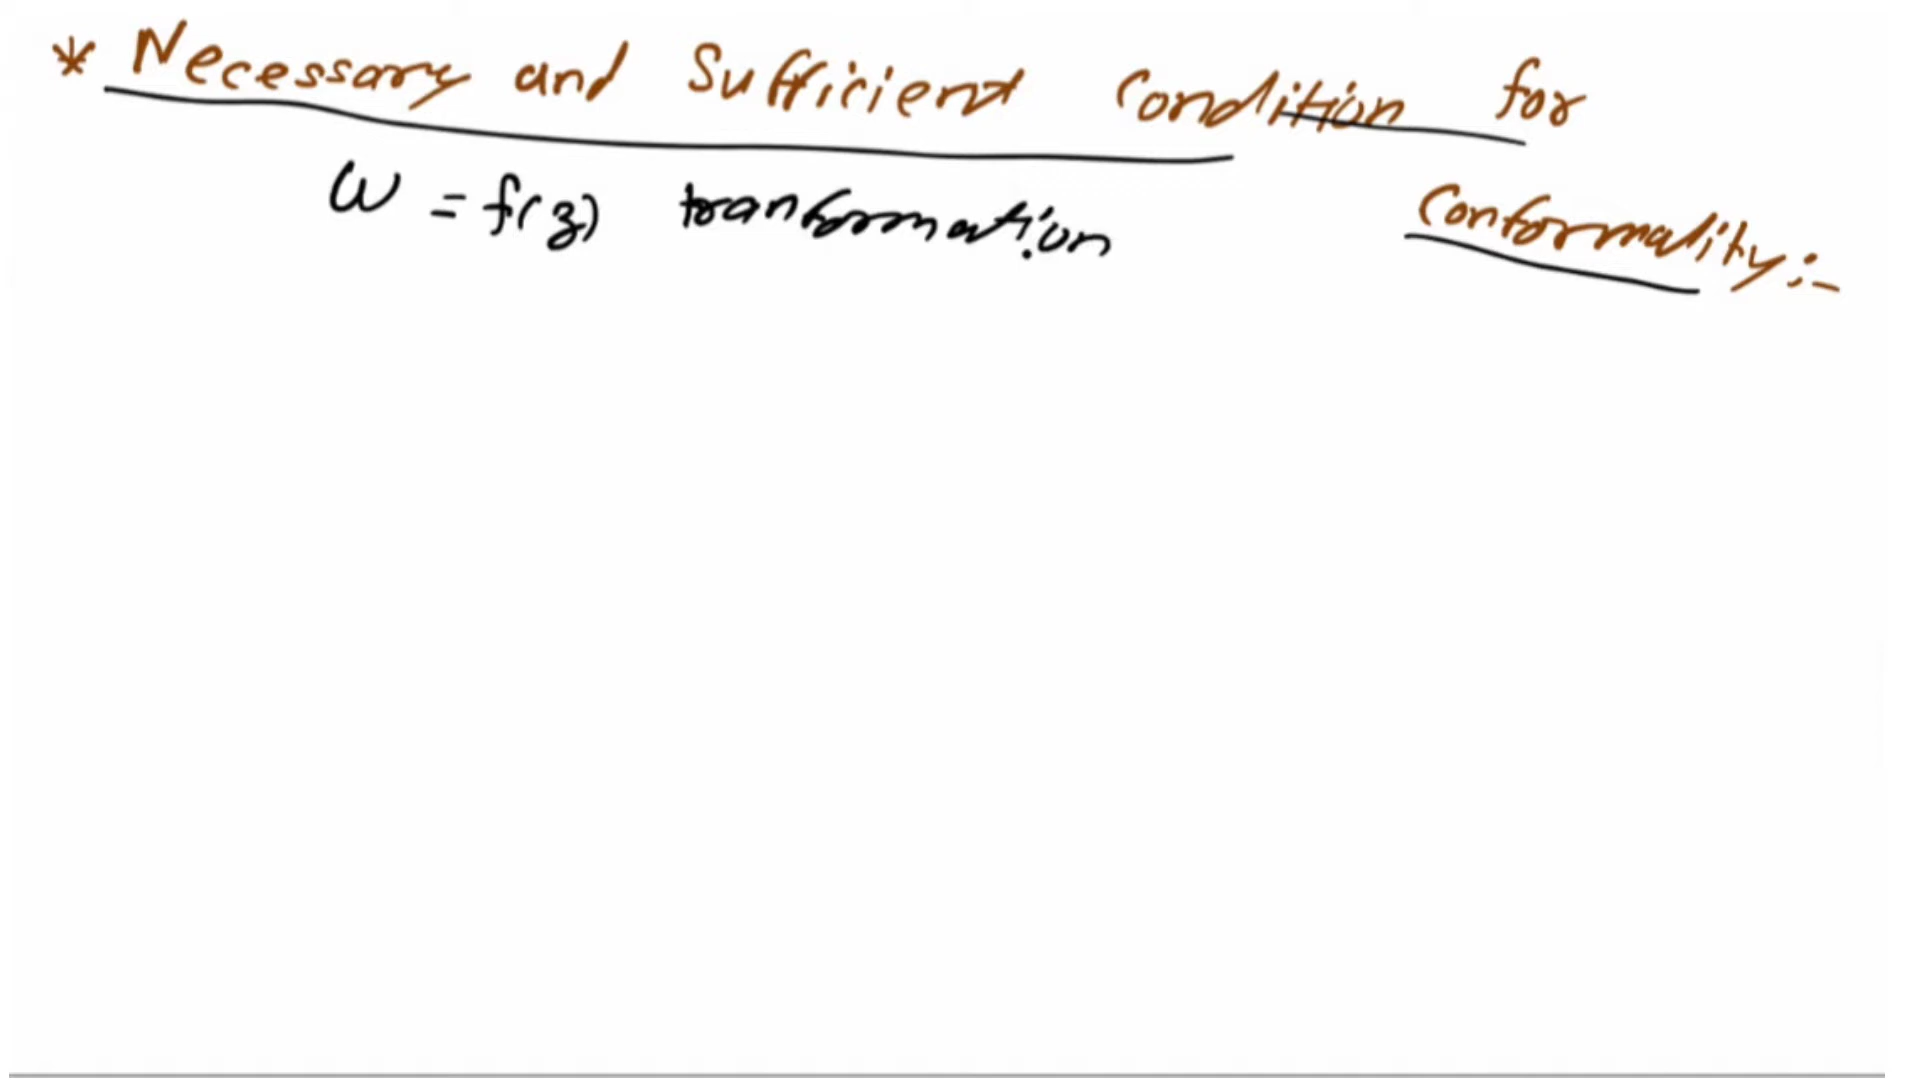 * Necessary and Sufficient Condition for
Conformality :-
w = f(z) transformation